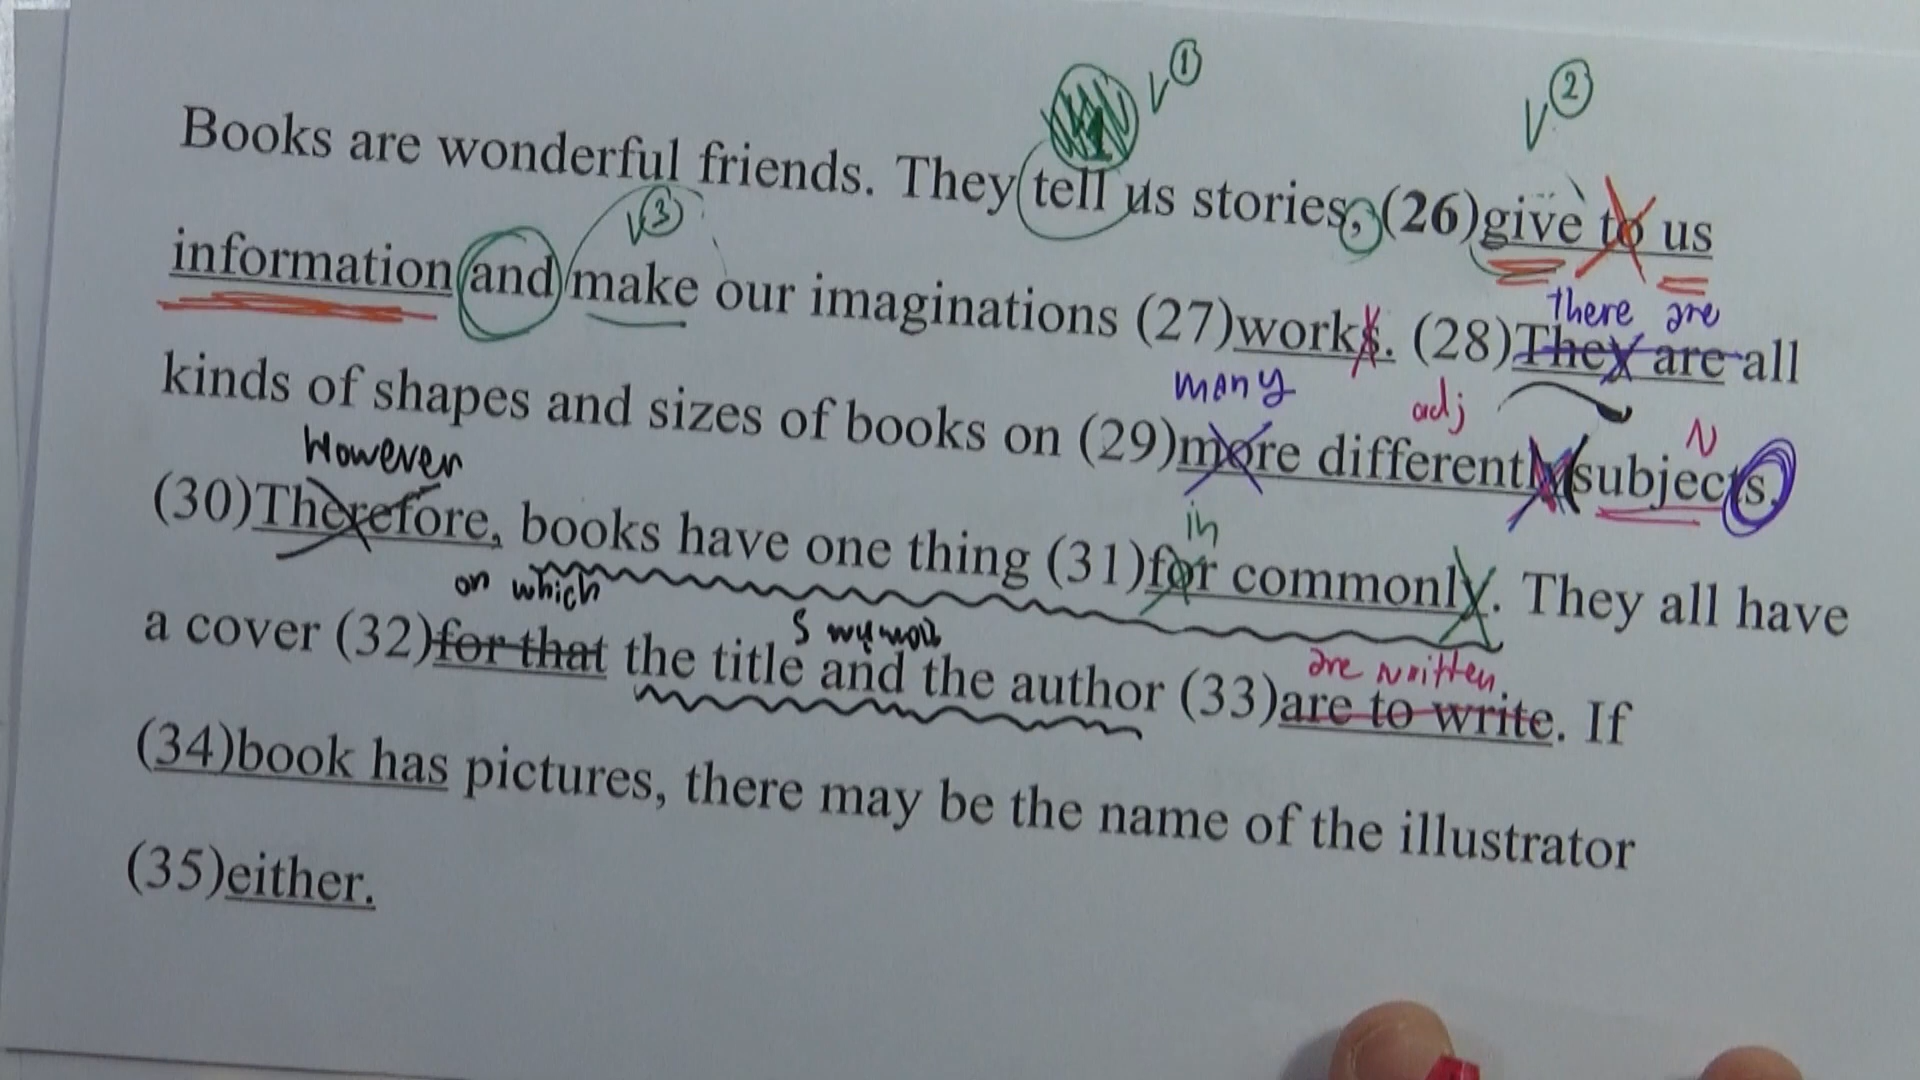 V①
V②
Books are wonderful friends. They tell us stories, (26)give to us
V③
information and make our imaginations (27)works. (28)They are all
there are
kinds of shapes and sizes of books on (29)more differently subjects.
many
adj
N
However
(30)Therefore, books have one thing (31)for commonly. They all have
in
on which
a cover (32)for that the title and the author (33)are to write. If
S
are written.
(34)book has pictures, there may be the name of the illustrator
(35)either.